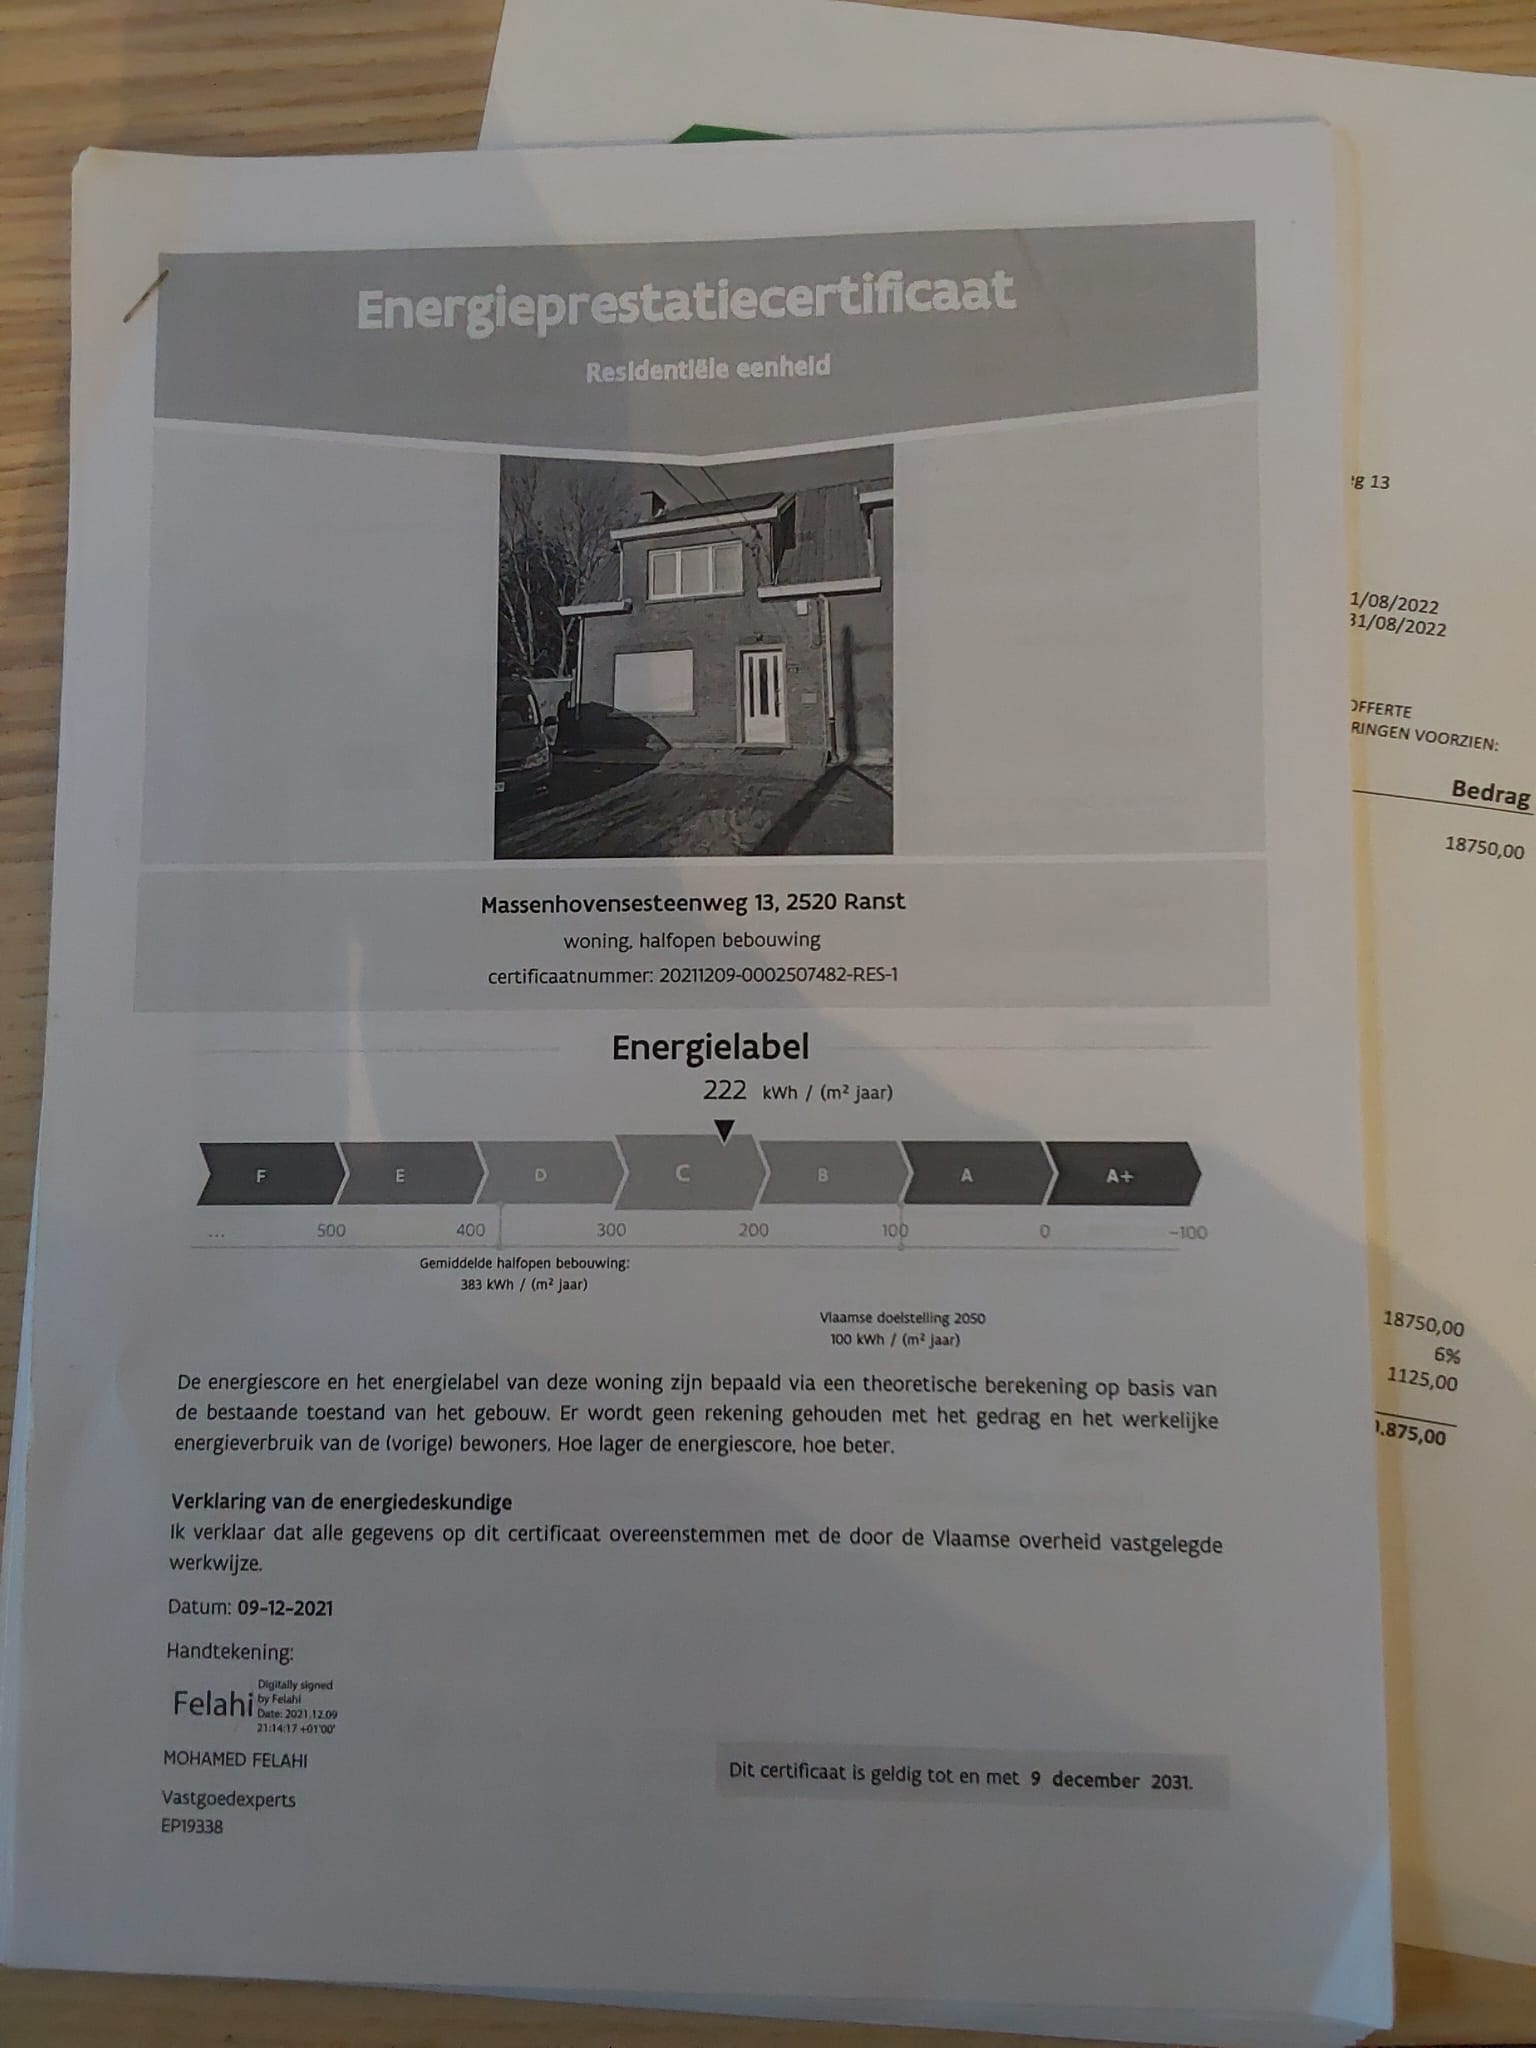 Energieprestatiecertificaat
Residentiële eenheid
Massenhovensesteenweg 13, 2520 Ranst
woning, halfopen bebouwing
certificaatnummer: 20211209-0002507482-RES-1
Energielabel
222 kWh / (m² jaar)
F E D C B A A+
... 500 400 300 200 100 0 -100
Gemiddelde halfopen bebouwing:
383 kWh / (m² jaar)
Vlaamse doelstelling 2050
100 kWh / (m² jaar)
De energiescore en het energielabel van deze woning zijn bepaald via een theoretische berekening op basis van
de bestaande toestand van het gebouw. Er wordt geen rekening gehouden met het gedrag en het werkelijke
energieverbruik van de (vorige) bewoners. Hoe lager de energiescore, hoe beter.
Verklaring van de energiedeskundige
Ik verklaar dat alle gegevens op dit certificaat overeenstemmen met de door de Vlaamse overheid vastgelegde
werkwijze.
Datum: 09-12-2021
Handtekening:
Felahi
Digitally signed
by Felahi
Date: 2021.12.09
21:14:17 +01'00'
MOHAMED FELAHI
Vastgoedexperts
EP19338
Dit certificaat is geldig tot en met 9 december 2031.
g 13
1/08/2022
31/08/2022
OFFERTE
RINGEN VOORZIEN:
Bedrag
18750,00
18750,00
6%
1125,00
.875,00